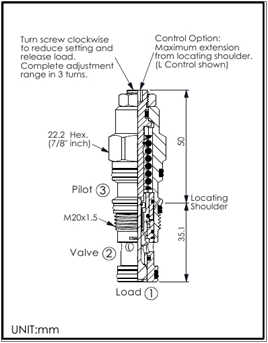 Turn screw clockwise
to reduce setting and
release load.
Complete adjustment
range in 3 turns.
Control Option:
Maximum extension
from locating shoulder.
(L Control shown)
22.2 Hex.
(7/8" inch)
50
Pilot 3
Locating
Shoulder
M20x1.5
35.1
Valve 2
Load 1
UNIT:mm